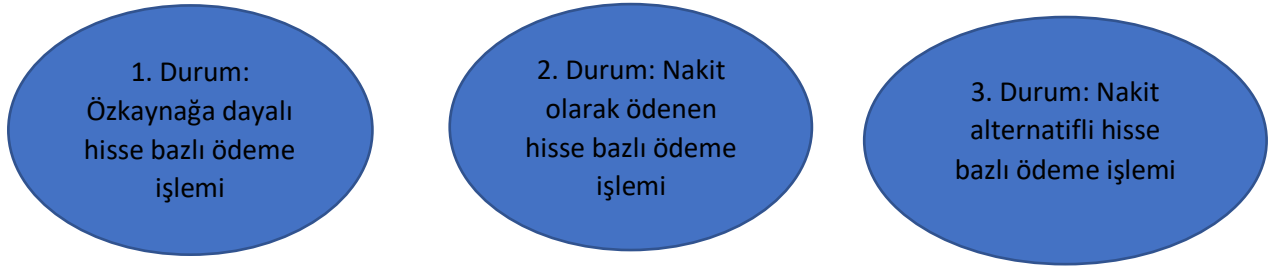 1. Durum:
Özkaynağa dayalı
hisse bazlı ödeme
işlemi
2. Durum: Nakit
olarak ödenen
hisse bazlı ödeme
işlemi
3. Durum: Nakit
alternatifli hisse
bazlı ödeme işlemi